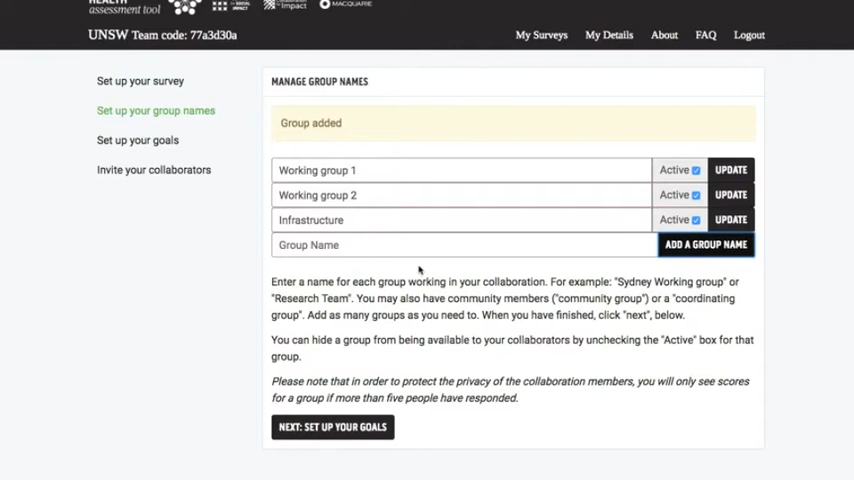 HEALTH
assessment tool
MACQUARIE
UNSW Team code: 77a3d30a
My Surveys
My Details
About
FAQ
Logout
Set up your survey
Set up your group names
Set up your goals
Invite your collaborators
MANAGE GROUP NAMES
Group added
Working group 1 Active UPDATE
Working group 2 Active UPDATE
Infrastructure Active UPDATE
Group Name ADD A GROUP NAME
Enter a name for each group working in your collaboration. For example: "Sydney Working group" or
"Research Team". You may also have community members ("community group") or a "coordinating
group". Add as many groups as you need to. When you have finished, click "next", below.
You can hide a group from being available to your collaborators by unchecking the "Active" box for that
group.
Please note that in order to protect the privacy of the collaboration members, you will only see scores
for a group if more than five people have responded.
NEXT: SET UP YOUR GOALS